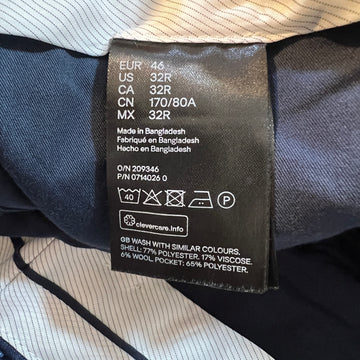 EUR 46
US 32R
CA 32R
CN 170/80A
MX 32R
Made in Bangladesh
Fabriqué en Bangladesh
Hecho en Bangladesh
O/N 209346
P/N 0714026 0
40 P
clevercare.info
GB WASH WITH SIMILAR COLOURS.
SHELL: 77% POLYESTER. 17% VISCOSE.
6% WOOL. POCKET: 65% POLYESTER.